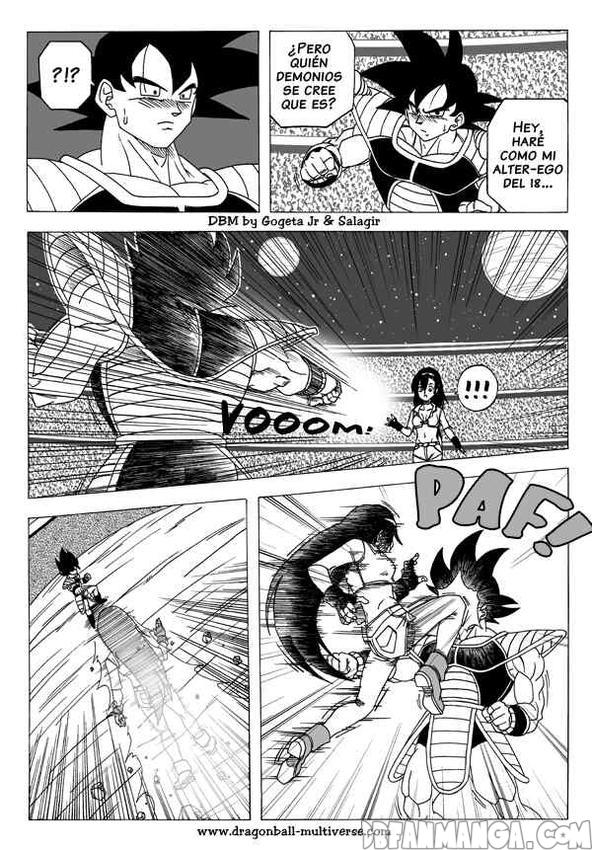 ?!?
¿PERO
QUIÉN
DEMONIOS
SE CREE
QUE ES?
HEY,
HARÉ
COMO MI
ALTER-EGO
DEL 18...
DBM by Gogeta Jr & Salagir
VOOOM!
!!!
PAF!
www.dragonball-multiverse.com
DBFANMANGA.COM